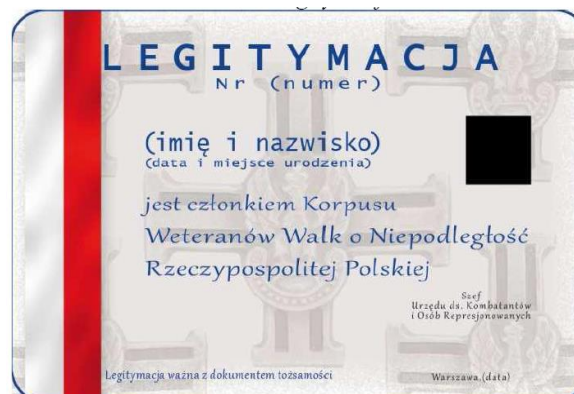 LEGITYMACJA
Nr (numer)
(imię i nazwisko)
(data i miejsce urodzenia)
jest członkiem Korpusu
Weteranów Walk o Niepodległość
Rzeczypospolitej Polskiej
Szef
Urzędu ds. Kombatantów
i Osób Represjonowanych
Legitymacja ważna z dokumentem tożsamości
Warszawa,(data)